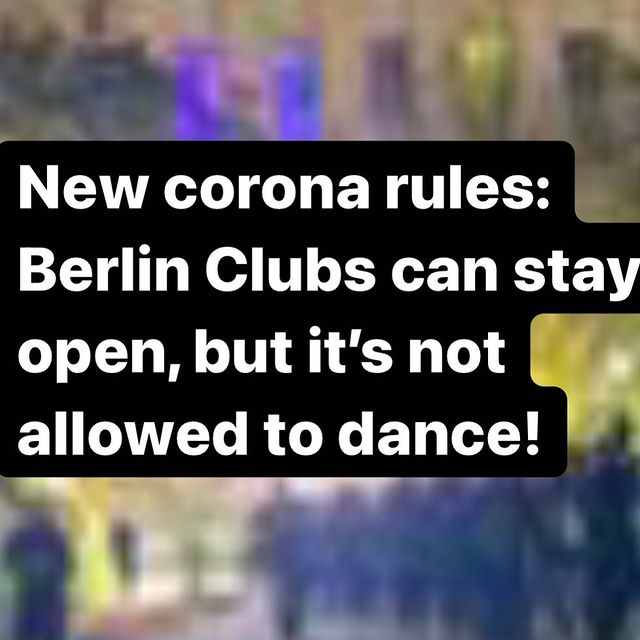 New corona rules:
Berlin Clubs can stay
open, but it’s not
allowed to dance!